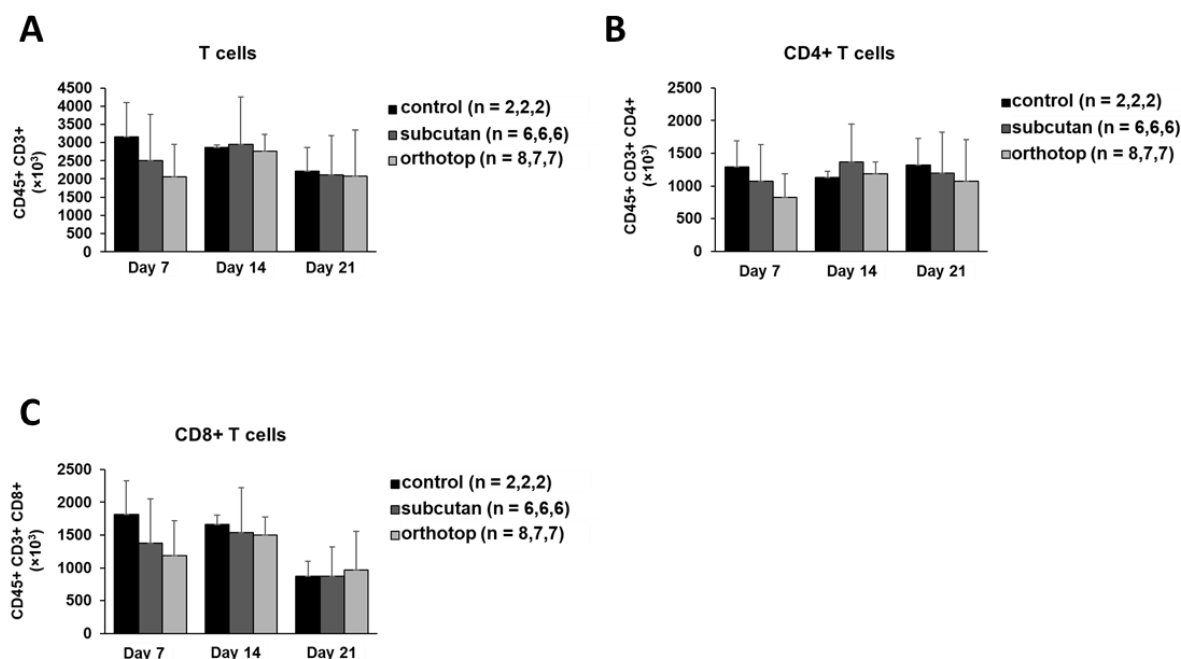 A
T cells
CD45+ CD3+
(×10³)
4500
4000
3500
3000
2500
2000
1500
1000
500
0
Day 7 Day 14 Day 21
control (n = 2,2,2)
subcutan (n = 6,6,6)
orthotop (n = 8,7,7)
B
CD4+ T cells
CD45+ CD3+ CD4+
(×10³)
2500
2000
1500
1000
500
0
Day 7 Day 14 Day 21
control (n = 2,2,2)
subcutan (n = 6,6,6)
orthotop (n = 8,7,7)
C
CD8+ T cells
CD45+ CD3+ CD8+
(×10³)
2500
2000
1500
1000
500
0
Day 7 Day 14 Day 21
control (n = 2,2,2)
subcutan (n = 6,6,6)
orthotop (n = 8,7,7)